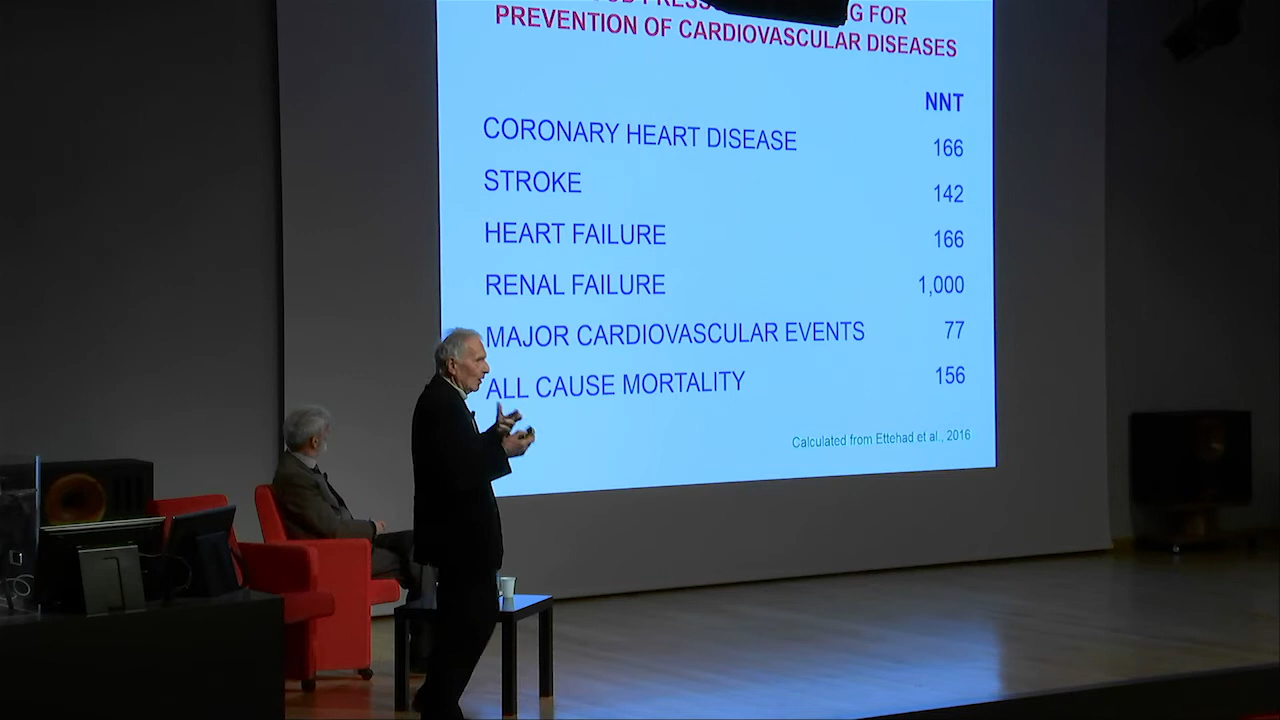 G FOR
PREVENTION OF CARDIOVASCULAR DISEASES
NNT
CORONARY HEART DISEASE 166
STROKE 142
HEART FAILURE 166
RENAL FAILURE 1,000
MAJOR CARDIOVASCULAR EVENTS 77
ALL CAUSE MORTALITY 156
Calculated from Ettehad et al., 2016